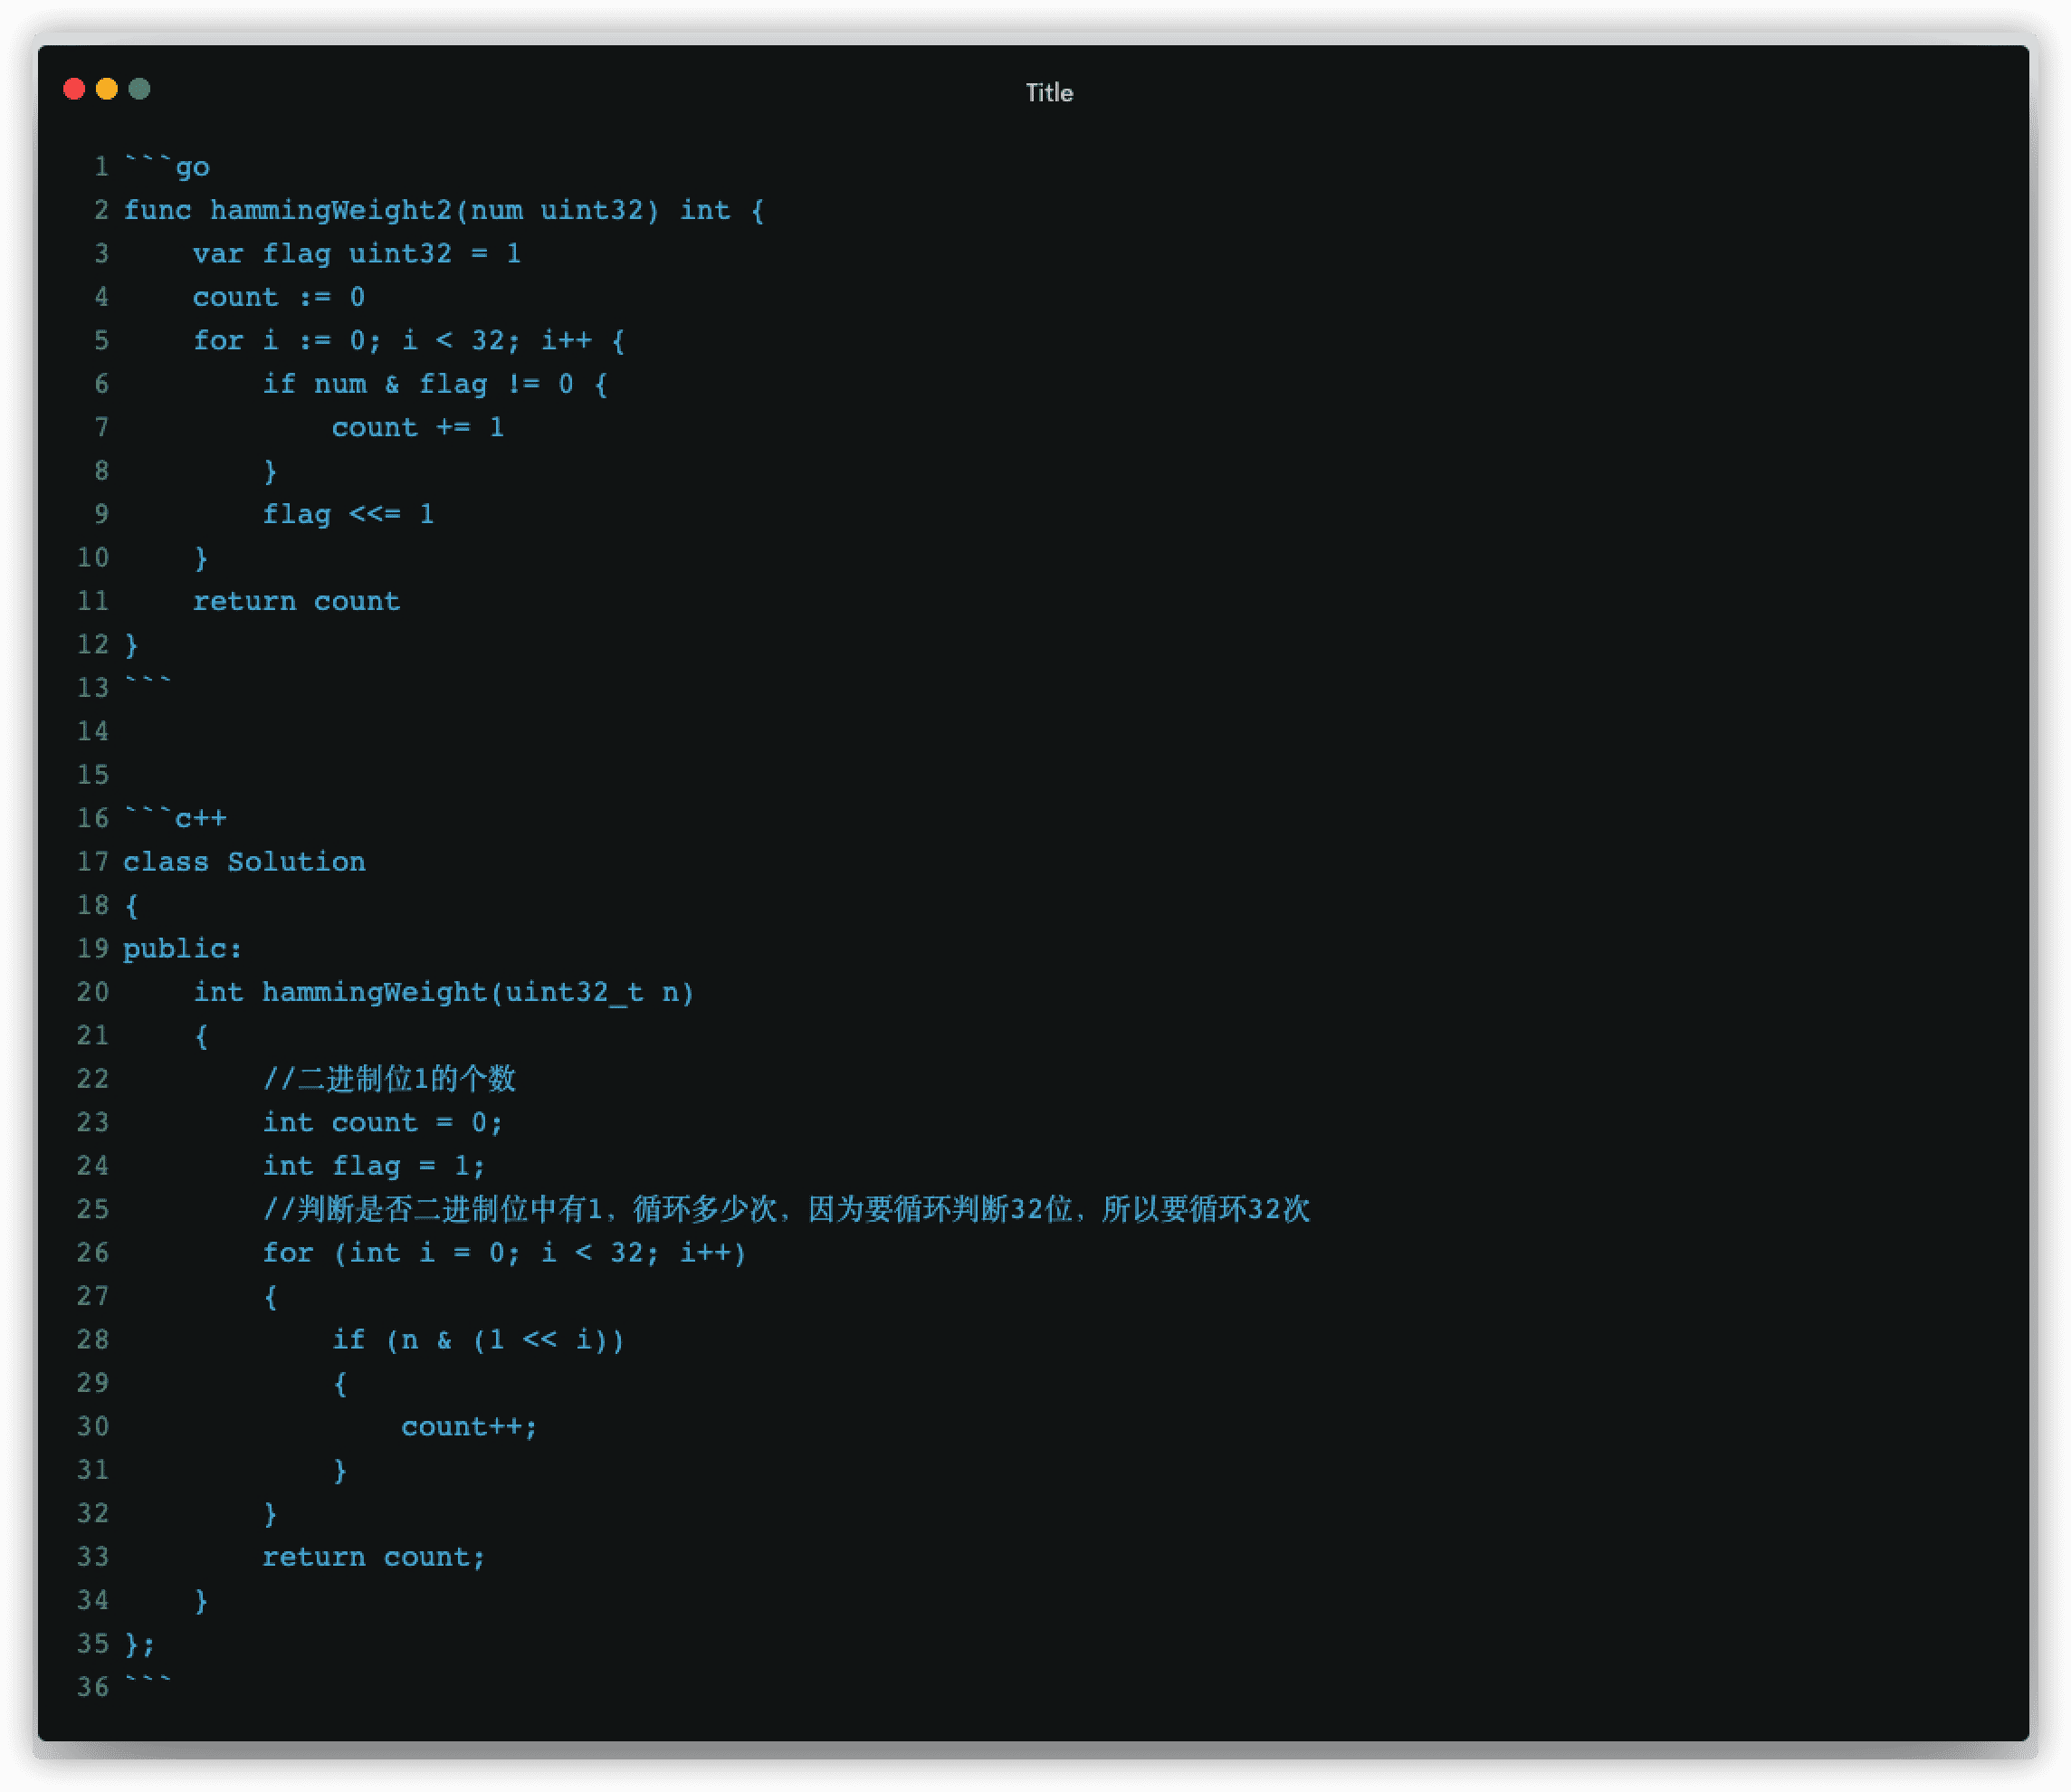 Title
1 ```go
2 func hammingWeight2(num uint32) int {
3     var flag uint32 = 1
4     count := 0
5     for i := 0; i < 32; i++ {
6         if num & flag != 0 {
7             count += 1
8         }
9         flag <<= 1
10     }
11     return count
12 }
13 ```
14
15
16 ```c++
17 class Solution
18 {
19 public:
20     int hammingWeight(uint32_t n)
21     {
22         //二进制位1的个数
23         int count = 0;
24         int flag = 1;
25         //判断是否二进制位中有1，循环多少次，因为要循环判断32位，所以要循环32次
26         for (int i = 0; i < 32; i++)
27         {
28             if (n & (1 << i))
29             {
30                 count++;
31             }
32         }
33         return count;
34     }
35 };
36 ```